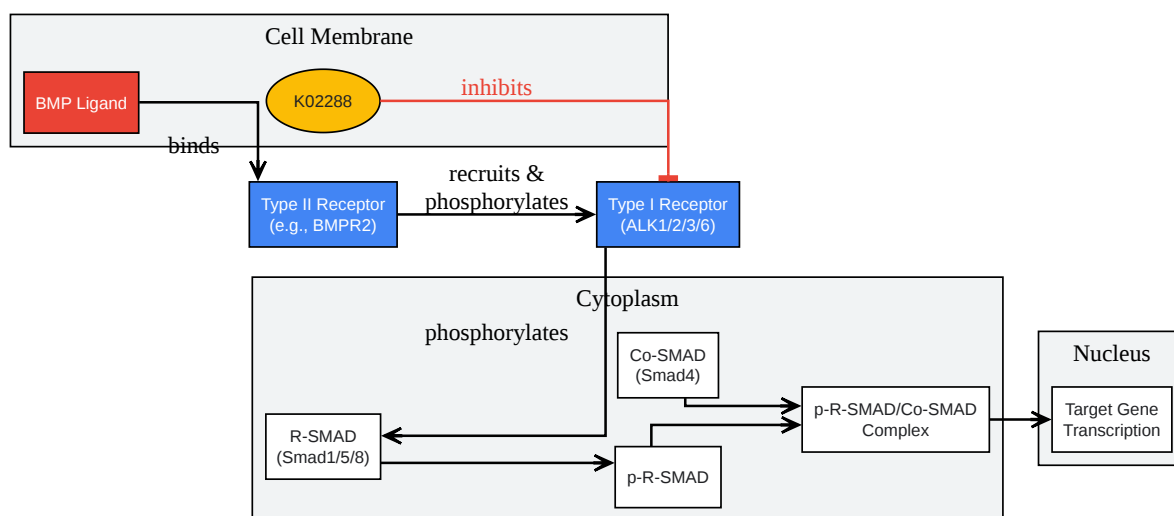 Cell Membrane
BMP Ligand
K02288
inhibits
binds
Type II Receptor
(e.g., BMPR2)
recruits &
phosphorylates
Type I Receptor
(ALK1/2/3/6)
Cytoplasm
phosphorylates
Co-SMAD
(Smad4)
R-SMAD
(Smad1/5/8)
p-R-SMAD
p-R-SMAD/Co-SMAD
Complex
Nucleus
Target Gene
Transcription